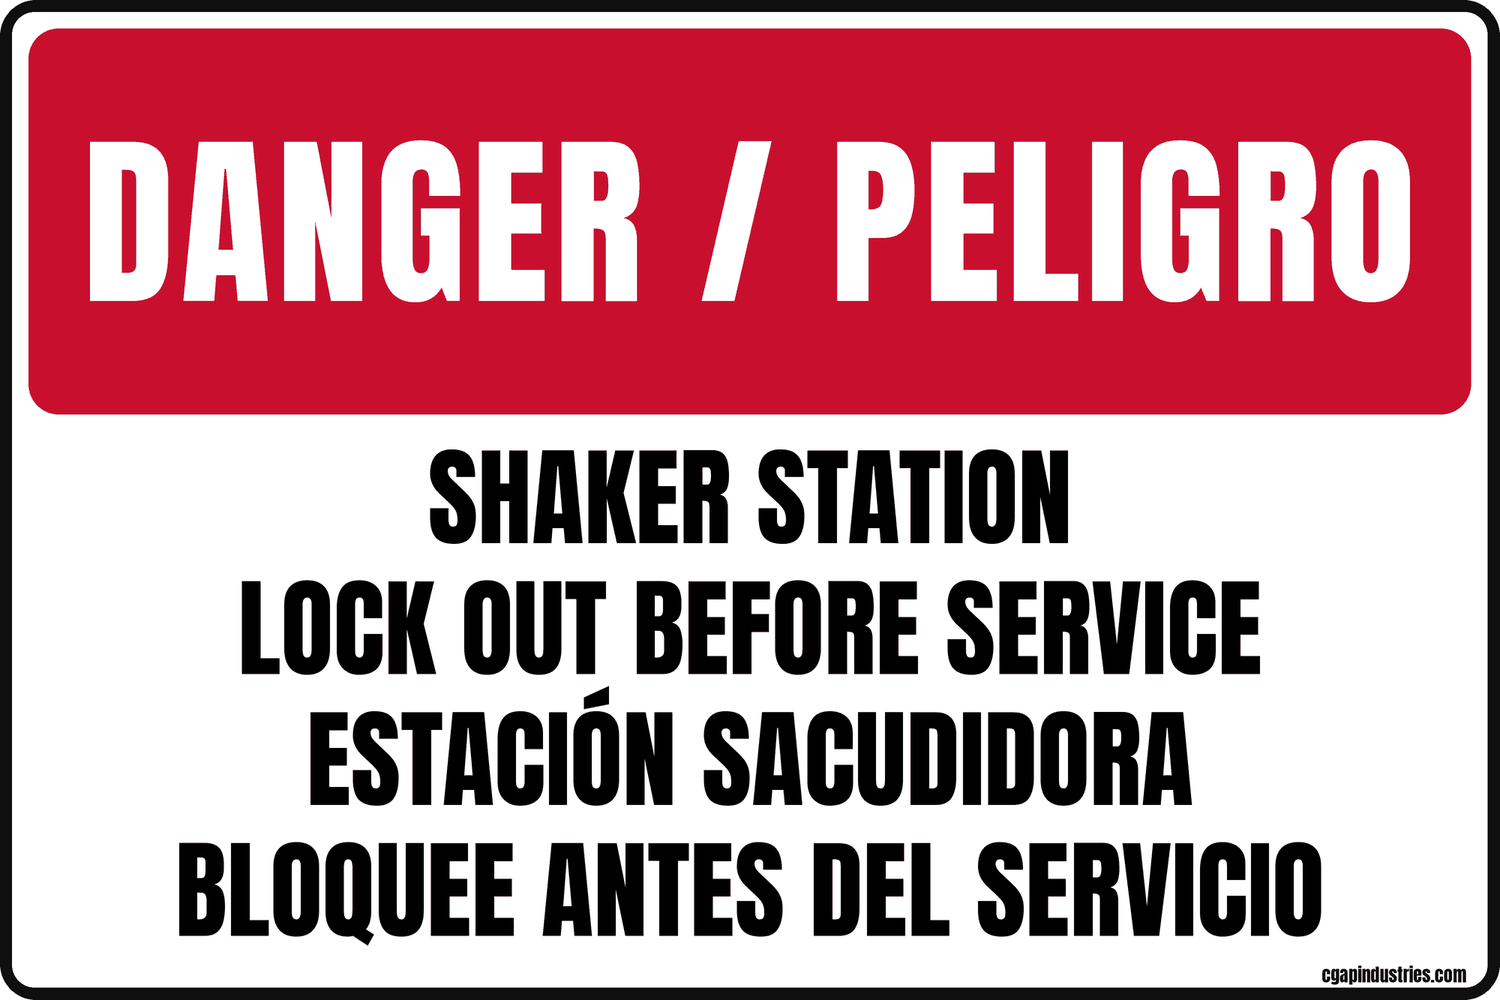 DANGER / PELIGRO
SHAKER STATION
LOCK OUT BEFORE SERVICE
ESTACIÓN SACUDIDORA
BLOQUEE ANTES DEL SERVICIO
cgapindustries.com